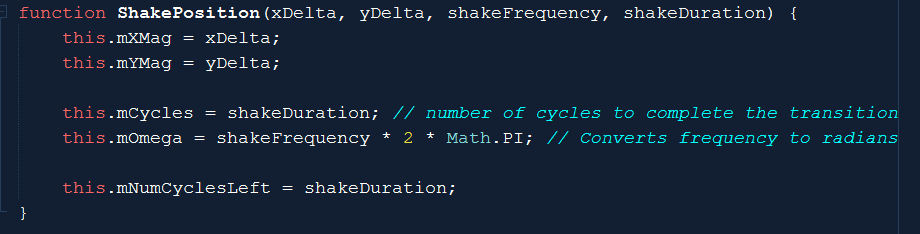 function ShakePosition(xDelta, yDelta, shakeFrequency, shakeDuration) {
    this.mXMag = xDelta;
    this.mYMag = yDelta;

    this.mCycles = shakeDuration; // number of cycles to complete the transition
    this.mOmega = shakeFrequency * 2 * Math.PI; // Converts frequency to radians

    this.mNumCyclesLeft = shakeDuration;
}